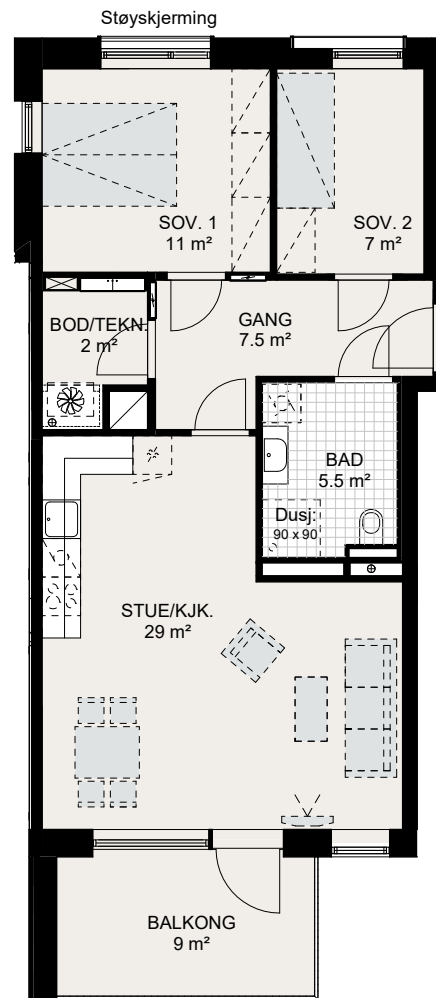 Støyskjerming
SOV. 1
11 m²
SOV. 2
7 m²
BOD/TEKN.
2 m²
GANG
7.5 m²
BAD
5.5 m²
Dusj:
90 x 90
STUE/KJK.
29 m²
BALKONG
9 m²